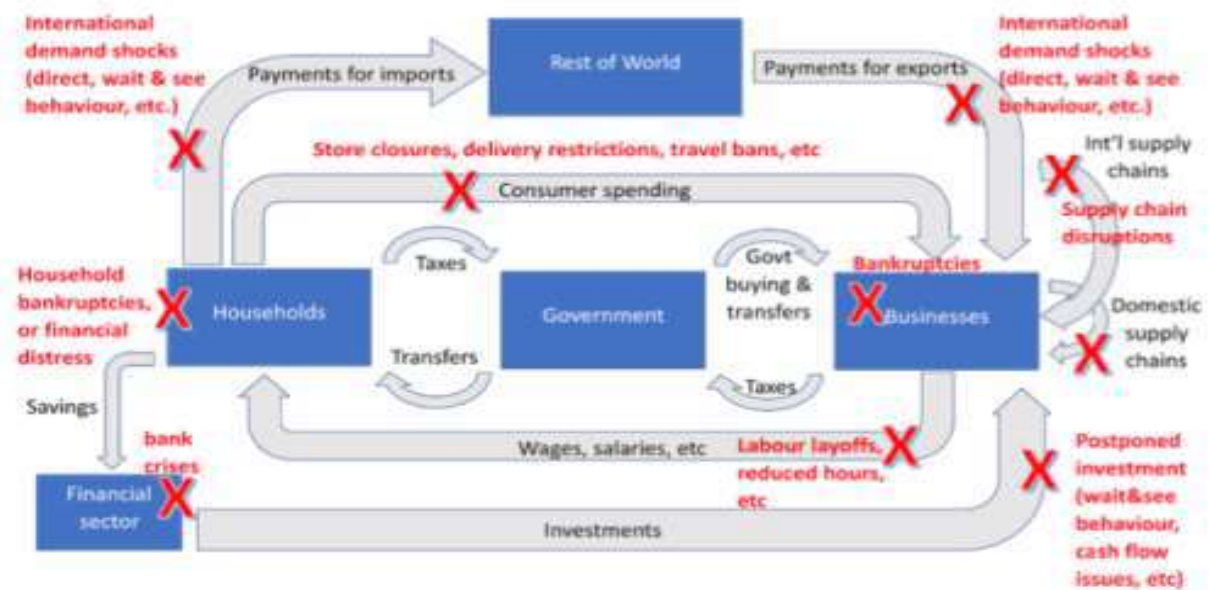 International
demand shocks
(direct, wait & see
behaviour, etc.)
Payments for imports
Rest of World
Payments for exports
International
demand shocks
(direct, wait & see
behaviour, etc.)
Store closures, delivery restrictions, travel bans, etc
Consumer spending
Int'l supply
chains
Supply chain
disruptions
Household
bankruptcies,
or financial
distress
Households
Taxes
Transfers
Government
Govt
buying &
transfers
Taxes
Bankruptcies
Businesses
Domestic
supply
chains
Savings
bank
crises
Financial
sector
Wages, salaries, etc
Labour layoffs,
reduced hours,
etc
Investments
Postponed
investment
(wait&see
behaviour,
cash flow
issues, etc)